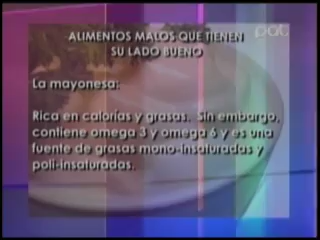 ALIMENTOS MALOS QUE TIENEN
SU LADO BUENO
pat
La mayonesa:
Rica en calorías y grasas. Sin embargo,
contiene omega 3 y omega 6 y es una
fuente de grasas mono-insaturadas y
poli-insaturadas.